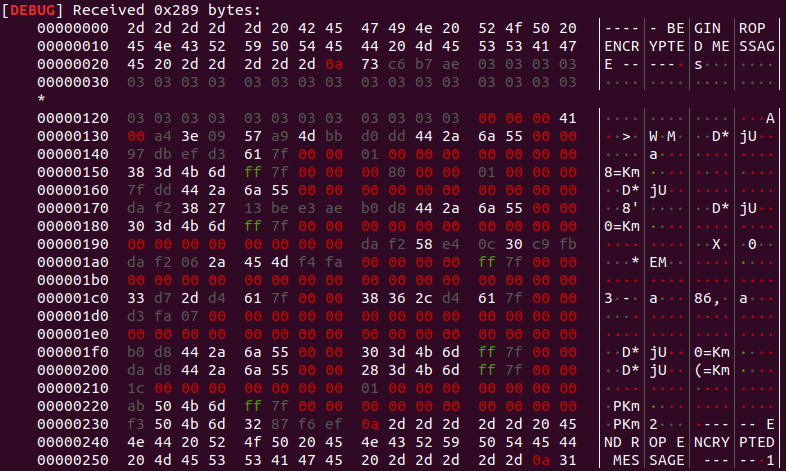 [DEBUG] Received 0x289 bytes:
00000000 2d 2d 2d 2d 2d 20 42 45 47 49 4e 20 52 4f 50 20 │----│- BE│GIN │ROP │
00000010 45 4e 43 52 59 50 54 45 44 20 4d 45 53 53 41 47 │ENCR│YPTE│D ME│SSAG│
00000020 45 20 2d 2d 2d 2d 2d 0a 73 c6 b7 ae 03 03 03 03 │E --│---·│s···│····│
00000030 03 03 03 03 03 03 03 03 03 03 03 03 03 03 03 03 │····│····│····│····│
*
00000120 03 03 03 03 03 03 03 03 03 03 03 03 00 00 00 41 │····│····│····│···A│
00000130 00 a4 3e 09 57 a9 4d bb d0 dd 44 2a 6a 55 00 00 │··>·│W·M·│··D*│jU··│
00000140 97 db ef d3 61 7f 00 00 01 00 00 00 00 00 00 00 │····│a···│····│····│
00000150 38 3d 4b 6d ff 7f 00 00 00 80 00 00 01 00 00 00 │8=Km│····│····│····│
00000160 7f dd 44 2a 6a 55 00 00 00 00 00 00 00 00 00 00 │··D*│jU··│····│····│
00000170 da f2 38 27 13 be e3 ae b0 d8 44 2a 6a 55 00 00 │··8'│····│··D*│jU··│
00000180 30 3d 4b 6d ff 7f 00 00 00 00 00 00 00 00 00 00 │0=Km│····│····│····│
00000190 00 00 00 00 00 00 00 00 da f2 58 e4 0c 30 c9 fb │····│····│··X·│·0··│
000001a0 da f2 06 2a 45 4d f4 fa 00 00 00 00 ff 7f 00 00 │···*│EM··│····│····│
000001b0 00 00 00 00 00 00 00 00 00 00 00 00 00 00 00 00 │····│····│····│····│
000001c0 33 d7 2d d4 61 7f 00 00 38 36 2c d4 61 7f 00 00 │3·-·│a···│86,·│a···│
000001d0 d3 fa 07 00 00 00 00 00 00 00 00 00 00 00 00 00 │····│····│····│····│
000001e0 00 00 00 00 00 00 00 00 00 00 00 00 00 00 00 00 │····│····│····│····│
000001f0 b0 d8 44 2a 6a 55 00 00 30 3d 4b 6d ff 7f 00 00 │··D*│jU··│0=Km│····│
00000200 da d8 44 2a 6a 55 00 00 28 3d 4b 6d ff 7f 00 00 │··D*│jU··│(=Km│····│
00000210 1c 00 00 00 00 00 00 00 01 00 00 00 00 00 00 00 │····│····│····│····│
00000220 ab 50 4b 6d ff 7f 00 00 00 00 00 00 00 00 00 00 │·PKm│····│····│····│
00000230 f3 50 4b 6d 32 87 f6 ef 0a 2d 2d 2d 2d 2d 20 45 │·PKm│2···│·---│-- E│
00000240 4e 44 20 52 4f 50 20 45 4e 43 52 59 50 54 45 44 │ND R│OP E│NCRY│PTED│
00000250 20 4d 45 53 53 41 47 45 20 2d 2d 2d 2d 2d 0a 31 │ MES│SAGE│ ---│--·1│